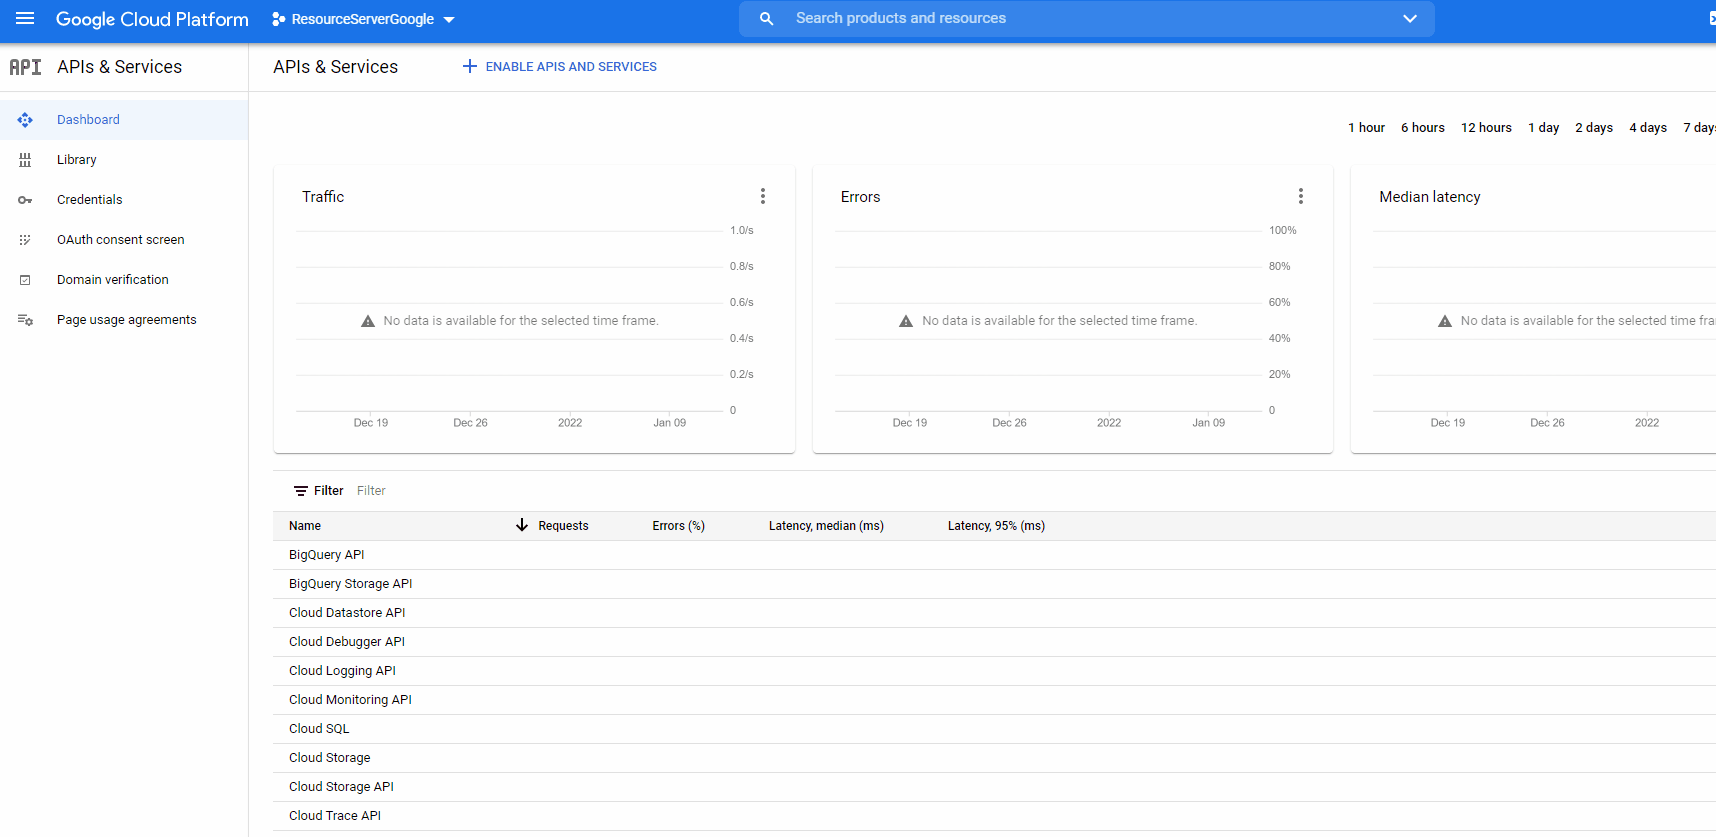 Google Cloud Platform
ResourceServerGoogle
Search products and resources
API APIs & Services
APIs & Services
ENABLE APIS AND SERVICES
Dashboard
Library
Credentials
OAuth consent screen
Domain verification
Page usage agreements
1 hour 6 hours 12 hours 1 day 2 days 4 days 7 days
Traffic
1.0/s
0.8/s
0.6/s
No data is available for the selected time frame.
0.4/s
0.2/s
0
Dec 19 Dec 26 2022 Jan 09
Errors
100%
80%
60%
No data is available for the selected time frame.
40%
20%
0
Dec 19 Dec 26 2022 Jan 09
Median latency
No data is available for the selected time fra
Dec 19 Dec 26 2022
Filter Filter
Name Requests Errors (%) Latency, median (ms) Latency, 95% (ms)
BigQuery API
BigQuery Storage API
Cloud Datastore API
Cloud Debugger API
Cloud Logging API
Cloud Monitoring API
Cloud SQL
Cloud Storage
Cloud Storage API
Cloud Trace API